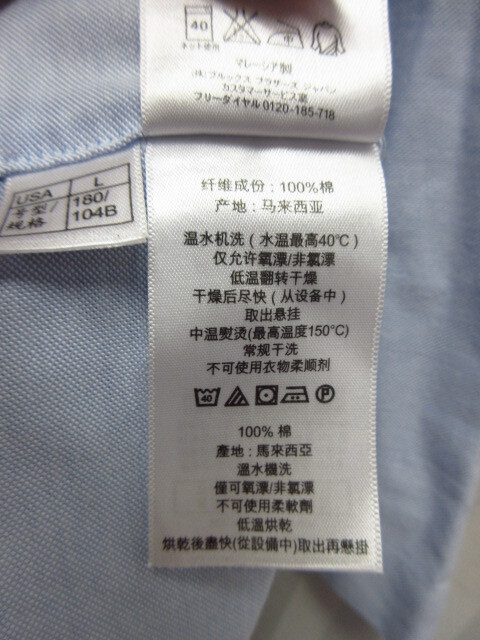 40
ネット使用
マレーシア製
(株)ブルックス ブラザーズ ジャパン
カスタマーサービス室
フリーダイヤル0120-185-718
USA L
号型/规格 180/104B
纤维成份 : 100%棉
产地 : 马来西亚
温水机洗 ( 水温最高40℃)
仅允许氧漂/非氯漂
低温翻转干燥
干燥后尽快 ( 从设备中 )
取出悬挂
中温熨烫(最高温度150℃)
常规干洗
不可使用衣物柔顺剂
40 P
100% 棉
產地 : 馬來西亞
溫水機洗
僅可氧漂/非氯漂
不可使用柔軟劑
低溫烘乾
烘乾後盡快(從設備中)取出再懸掛